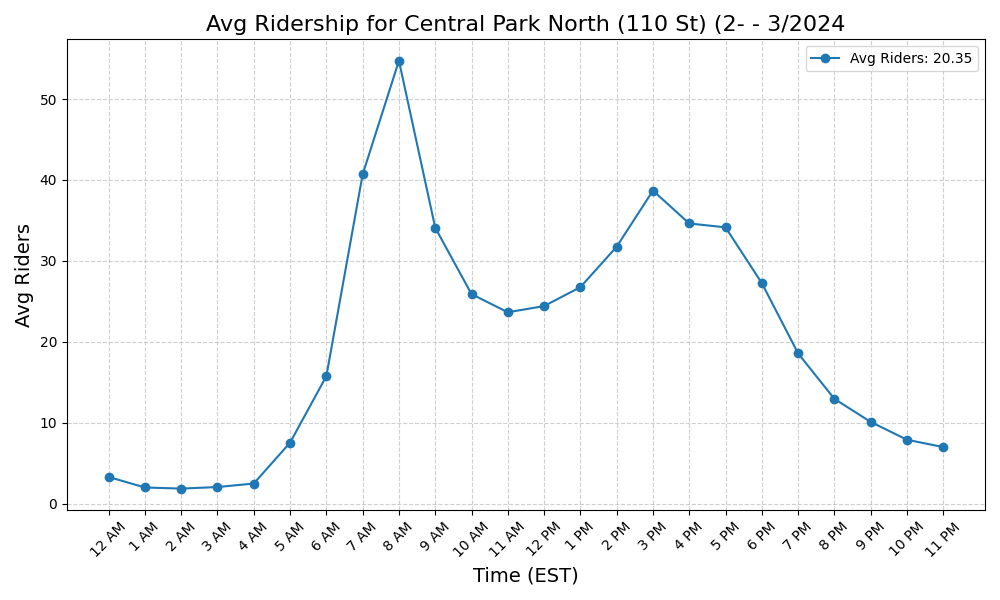 Avg Ridership for Central Park North (110 St) (2- - 3/2024
Avg Riders: 20.35
Avg Riders
50
40
30
20
10
0
12 AM
1 AM
2 AM
3 AM
4 AM
5 AM
6 AM
7 AM
8 AM
9 AM
10 AM
11 AM
12 PM
1 PM
2 PM
3 PM
4 PM
5 PM
6 PM
7 PM
8 PM
9 PM
10 PM
11 PM
Time (EST)